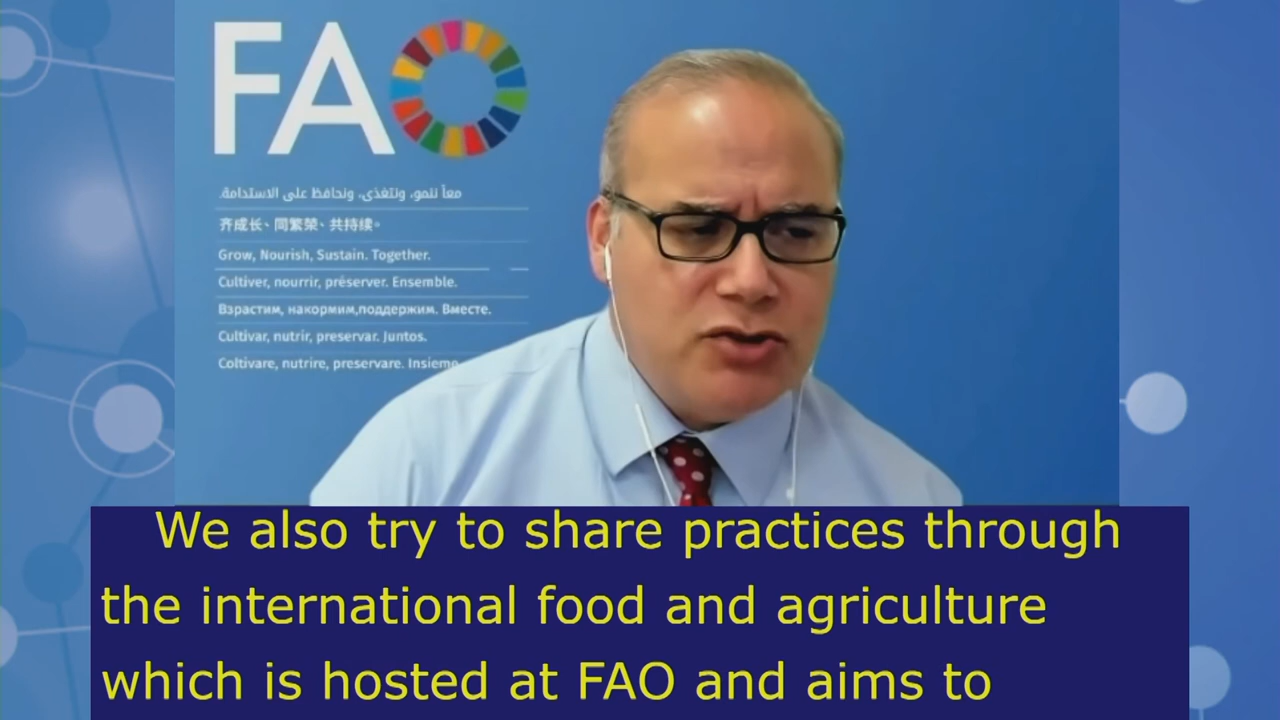 FAO
معاً ننمو، ونتغذى، ونحافظ على الاستدامة.
齐成长、同繁荣、共持续。
Grow, Nourish, Sustain. Together.
Cultiver, nourrir, préserver. Ensemble.
Взрастим, накормим,поддержим. Вместе.
Cultivar, nutrir, preservar. Juntos.
Coltivare, nutrire, preservare. Insieme
We also try to share practices through
the international food and agriculture
which is hosted at FAO and aims to